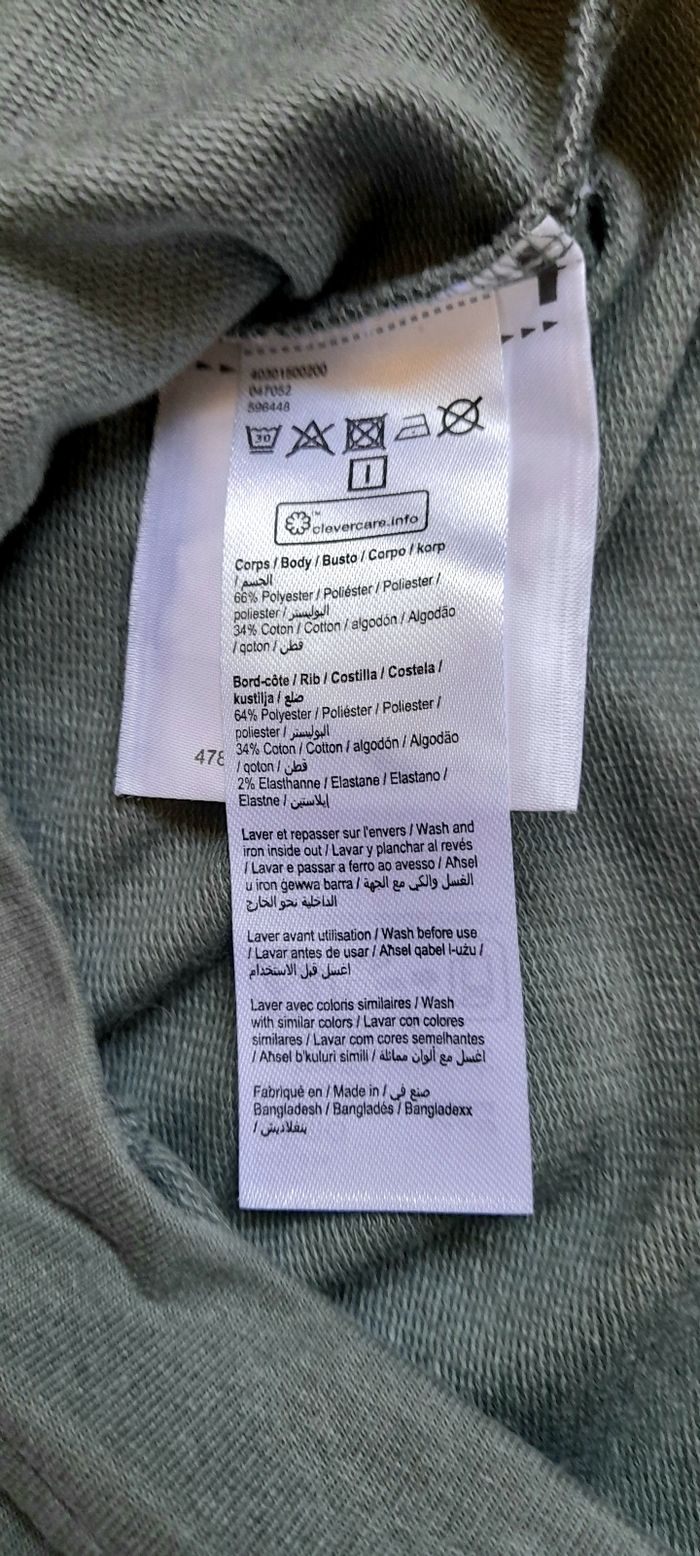 40301500200
047052
596448
30
™
clevercare.info
Corps / Body / Busto / Corpo / korp
/ الجسم
66% Polyester / Poliéster / Poliester /
poliester / البوليستر
34% Coton / Cotton / algodón / Algodão
/ qoton / قطن
Bord-côte / Rib / Costilla / Costela /
kustilja / ضلع
64% Polyester / Poliéster / Poliester /
poliester / البوليستر
34% Coton / Cotton / algodón / Algodão
/ qoton / قطن
2% Elasthanne / Elastane / Elastano /
Elastne / إيلاستين
Laver et repasser sur l'envers / Wash and
iron inside out / Lavar y planchar al revés
/ Lavar e passar a ferro ao avesso / Aħsel
u iron ġewwa barra / الغسل والكي مع الجهة
الداخلية نحو الخارج
Laver avant utilisation / Wash before use
/ Lavar antes de usar / Aħsel qabel l-użu /
اغسل قبل الاستخدام
Laver avec coloris similaires / Wash
with similar colors / Lavar con colores
similares / Lavar com cores semelhantes
/ Aħsel b'kuluri simili / اغسل مع ألوان مماثلة
Fabriqué en / Made in / صنع في
Bangladesh / Bangladés / Bangladexx
/ بنغلاديش
478